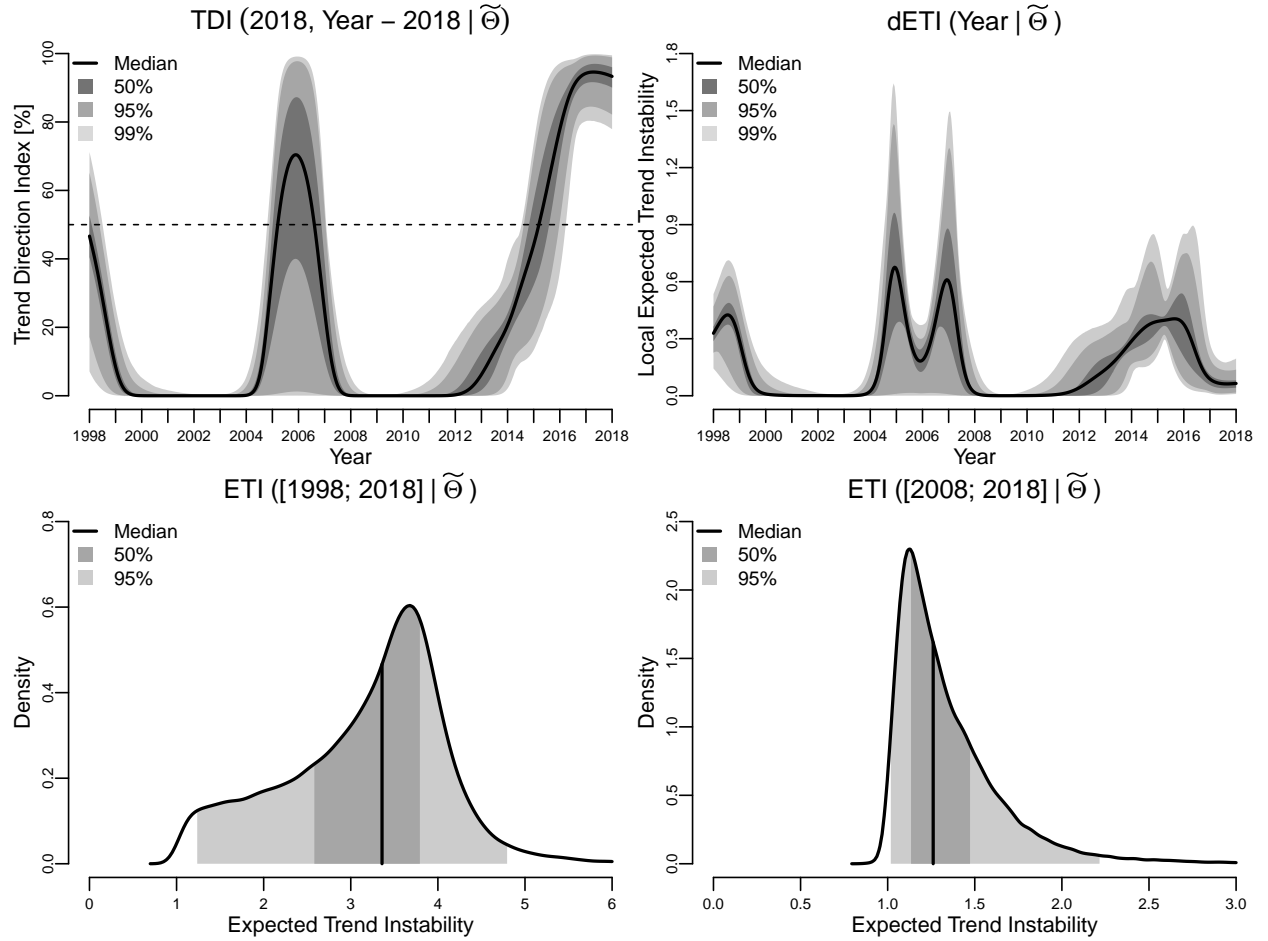 TDI (2018, Year − 2018 | Θ̃)
Trend Direction Index [%]
100
80
60
40
20
0
Median
50%
95%
99%
1998 2000 2002 2004 2006 2008 2010 2012 2014 2016 2018
Year
dETI (Year | Θ̃ )
Local Expected Trend Instability
1.8
1.5
1.2
0.9
0.6
0.3
0.0
Median
50%
95%
99%
1998 2000 2002 2004 2006 2008 2010 2012 2014 2016 2018
Year
ETI ([1998; 2018] | Θ̃ )
Density
0.8
0.6
0.4
0.2
0.0
Median
50%
95%
0 1 2 3 4 5 6
Expected Trend Instability
ETI ([2008; 2018] | Θ̃ )
Density
2.5
2.0
1.5
1.0
0.5
0.0
Median
50%
95%
0.0 0.5 1.0 1.5 2.0 2.5 3.0
Expected Trend Instability